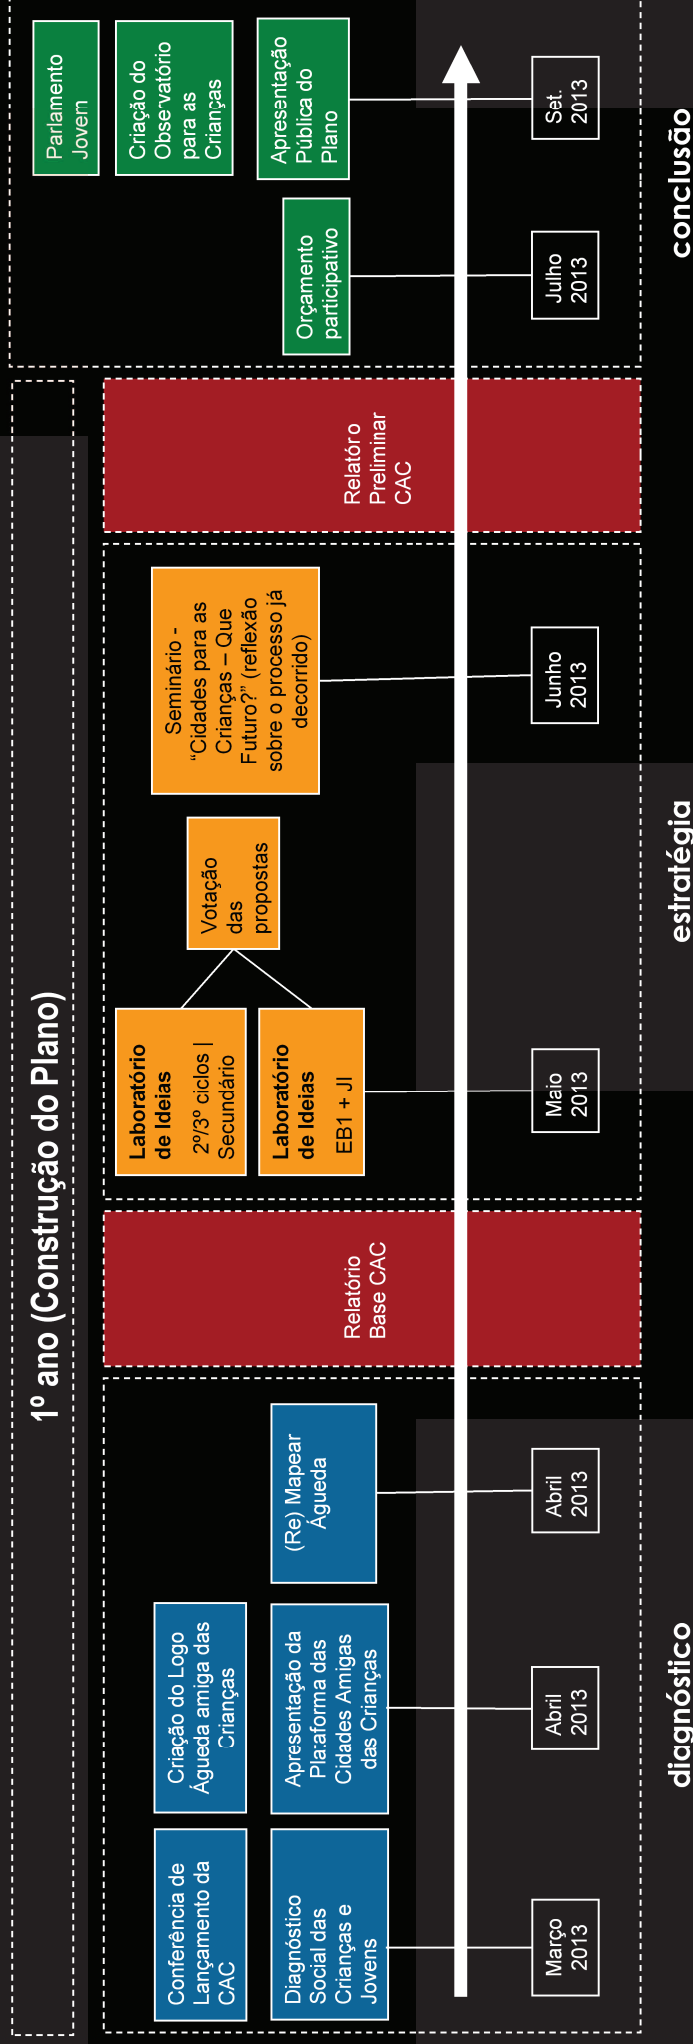 1º ano (Construção do Plano)
Conferência de
Lançamento da
CAC
Diagnóstico
Social das
Crianças e
Jovens
Março
2013
Criação do Logo
Águeda amiga das
Crianças
Apresentação da
Plataforma das
Cidades Amigas
das Crianças
Abril
2013
(Re) Mapear
Águeda
Abril
2013
diagnóstico
Relatório
Base CAC
Laboratório
de Ideias
2º/3º ciclos |
Secundário
Laboratório
de Ideias
EB1 + JI
Maio
2013
Votação
das
propostas
Seminário -
“Cidades para as
Crianças – Que
Futuro?” (reflexão
sobre o processo já
decorrido)
Junho
2013
estratégia
Relatóro
Preliminar
CAC
Orçamento
participativo
Julho
2013
Parlamento
Jovem
Criação do
Observatório
para as
Crianças
Apresentação
Pública do
Plano
Set.
2013
conclusão